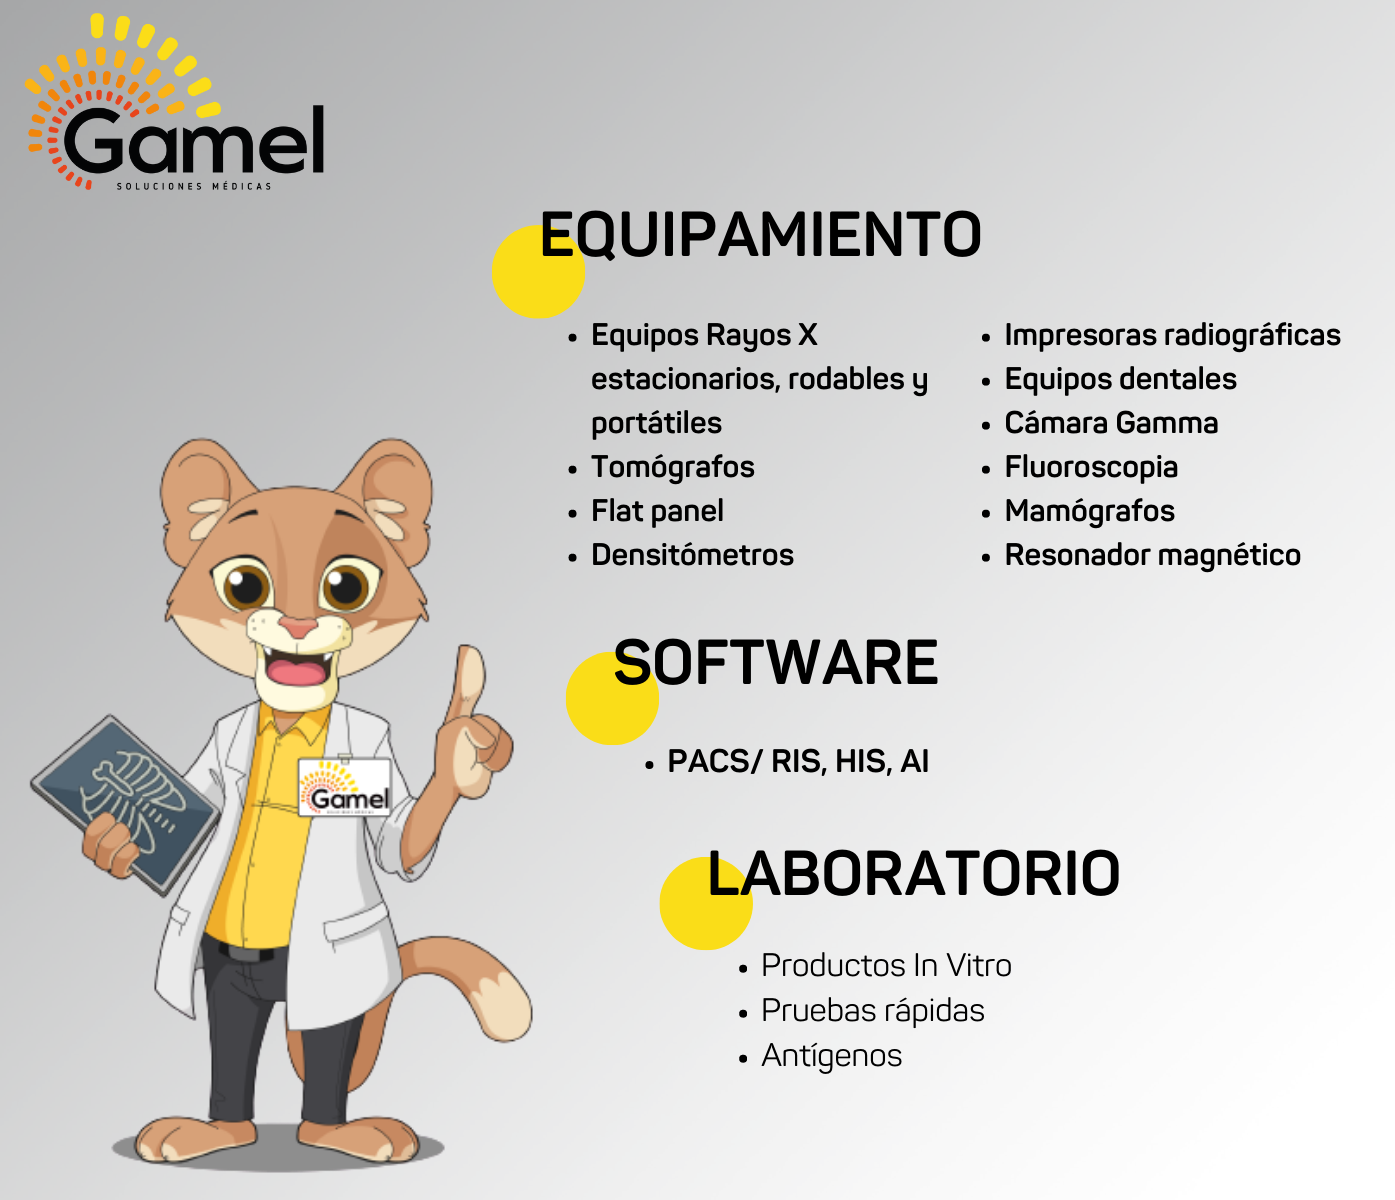 Gamel
SOLUCIONES MÉDICAS
EQUIPAMIENTO
• Equipos Rayos X
estacionarios, rodables y
portátiles
• Tomógrafos
• Flat panel
• Densitómetros
• Impresoras radiográficas
• Equipos dentales
• Cámara Gamma
• Fluoroscopia
• Mamógrafos
• Resonador magnético
SOFTWARE
• PACS/ RIS, HIS, AI
LABORATORIO
• Productos In Vitro
• Pruebas rápidas
• Antígenos
Gamel